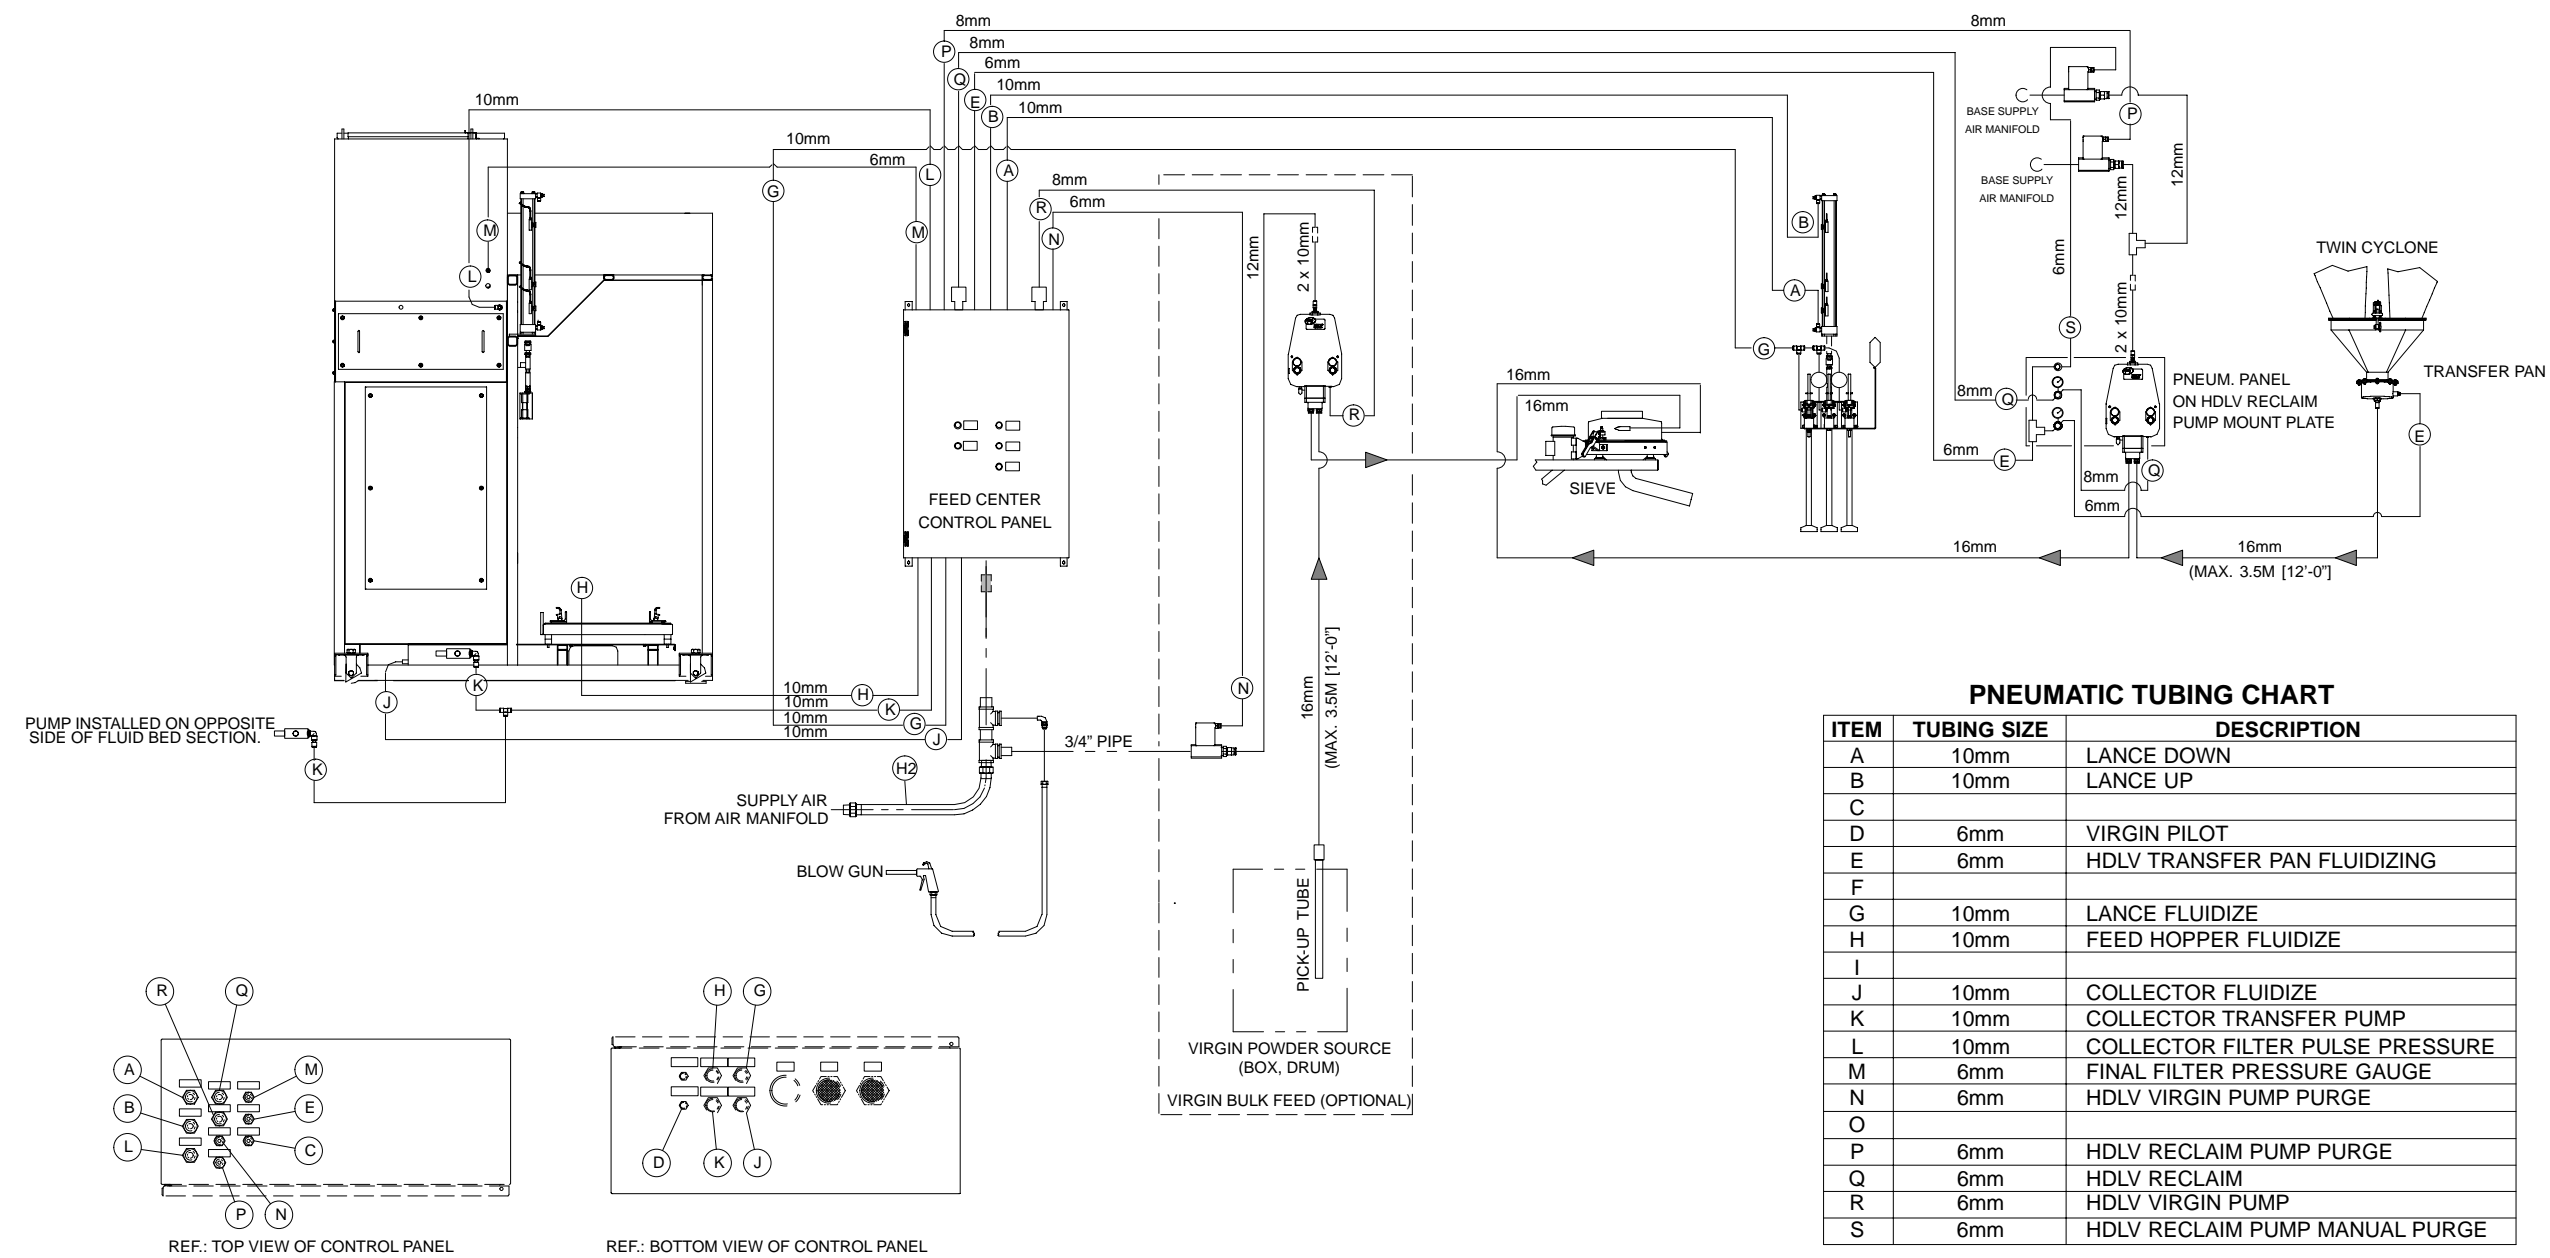 8mm
8mm
P
8mm
Q
6mm
E
10mm
B
10mm
10mm
10mm
6mm
G
L
A
M
M
L
8mm
R
6mm
N
12mm
2 x 10mm
R
B
A
G
BASE SUPPLY
AIR MANIFOLD
P
BASE SUPPLY
AIR MANIFOLD
12mm
12mm
6mm
S
2 x 10mm
TWIN CYCLONE
TRANSFER PAN
PNEUM. PANEL
ON HDLV RECLAIM
PUMP MOUNT PLATE
8mm
Q
6mm
E
E
Q
8mm
6mm
16mm
16mm
SIEVE
16mm
16mm
(MAX. 3.5M [12'-0"]
FEED CENTER
CONTROL PANEL
H
K
J
10mm
H
10mm
K
10mm
G
10mm
J
PUMP INSTALLED ON OPPOSITE
SIDE OF FLUID BED SECTION.
K
3/4" PIPE
N
H2
SUPPLY AIR
FROM AIR MANIFOLD
BLOW GUN
16mm
(MAX. 3.5M [12'-0"]
PICK-UP TUBE
VIRGIN POWDER SOURCE
(BOX, DRUM)
VIRGIN BULK FEED (OPTIONAL)
R
Q
A
M
B
E
L
C
P
N
REF.: TOP VIEW OF CONTROL PANEL
H
G
D
K
J
REF.: BOTTOM VIEW OF CONTROL PANEL
PNEUMATIC TUBING CHART
ITEM TUBING SIZE DESCRIPTION
A 10mm LANCE DOWN
B 10mm LANCE UP
C
D 6mm VIRGIN PILOT
E 6mm HDLV TRANSFER PAN FLUIDIZING
F
G 10mm LANCE FLUIDIZE
H 10mm FEED HOPPER FLUIDIZE
I
J 10mm COLLECTOR FLUIDIZE
K 10mm COLLECTOR TRANSFER PUMP
L 10mm COLLECTOR FILTER PULSE PRESSURE
M 6mm FINAL FILTER PRESSURE GAUGE
N 6mm HDLV VIRGIN PUMP PURGE
O
P 6mm HDLV RECLAIM PUMP PURGE
Q 6mm HDLV RECLAIM
R 6mm HDLV VIRGIN PUMP
S 6mm HDLV RECLAIM PUMP MANUAL PURGE